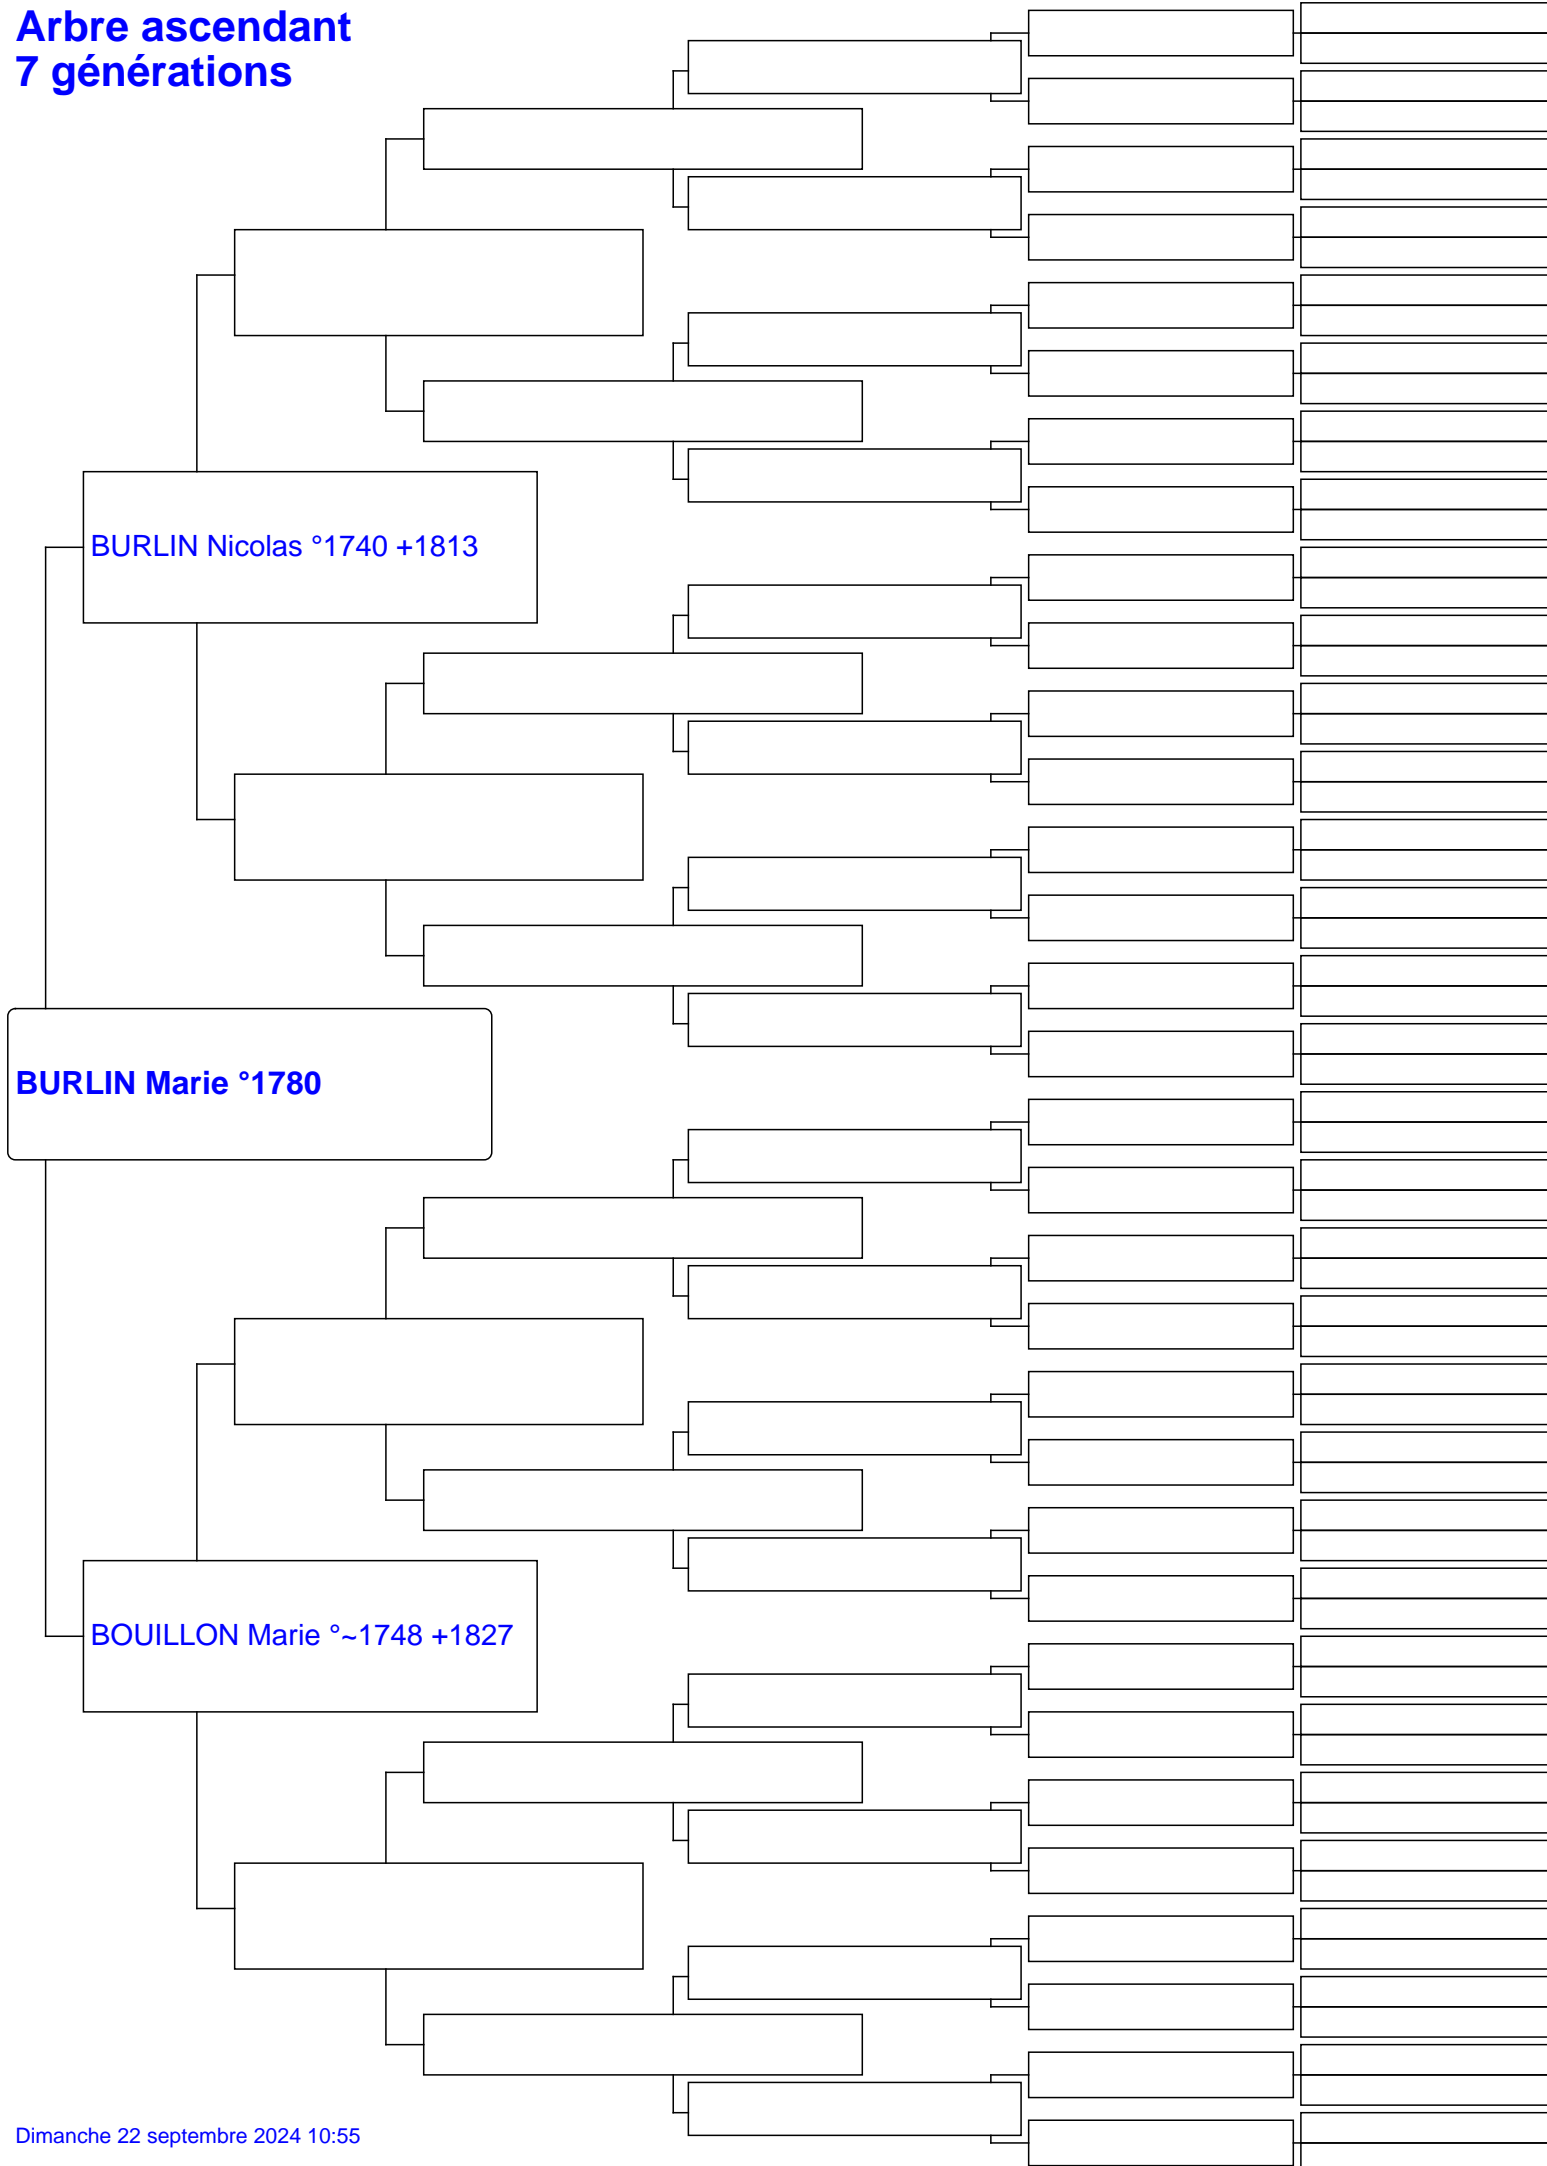 Arbre ascendant
7 générations
BURLIN Nicolas °1740 +1813
BURLIN Marie °1780
BOUILLON Marie °~1748 +1827
Dimanche 22 septembre 2024 10:55